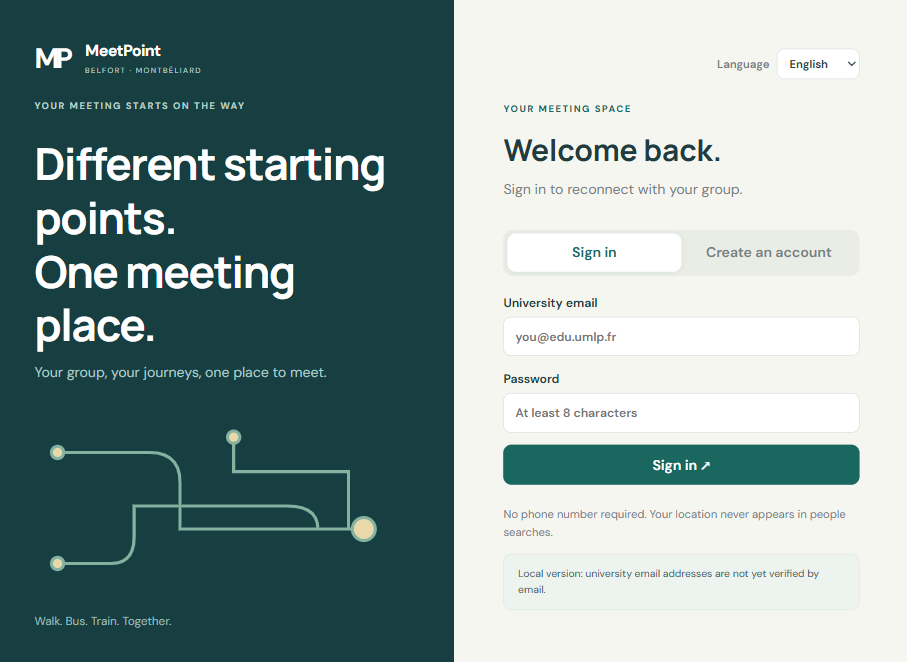 MP
MeetPoint
BELFORT · MONTBÉLIARD
YOUR MEETING STARTS ON THE WAY
Different starting
points.
One meeting
place.
Your group, your journeys, one place to meet.
Walk. Bus. Train. Together.
Language
English
YOUR MEETING SPACE
Welcome back.
Sign in to reconnect with your group.
Sign in
Create an account
University email
you@edu.umlp.fr
Password
At least 8 characters
Sign in ↗
No phone number required. Your location never appears in people
searches.
Local version: university email addresses are not yet verified by
email.